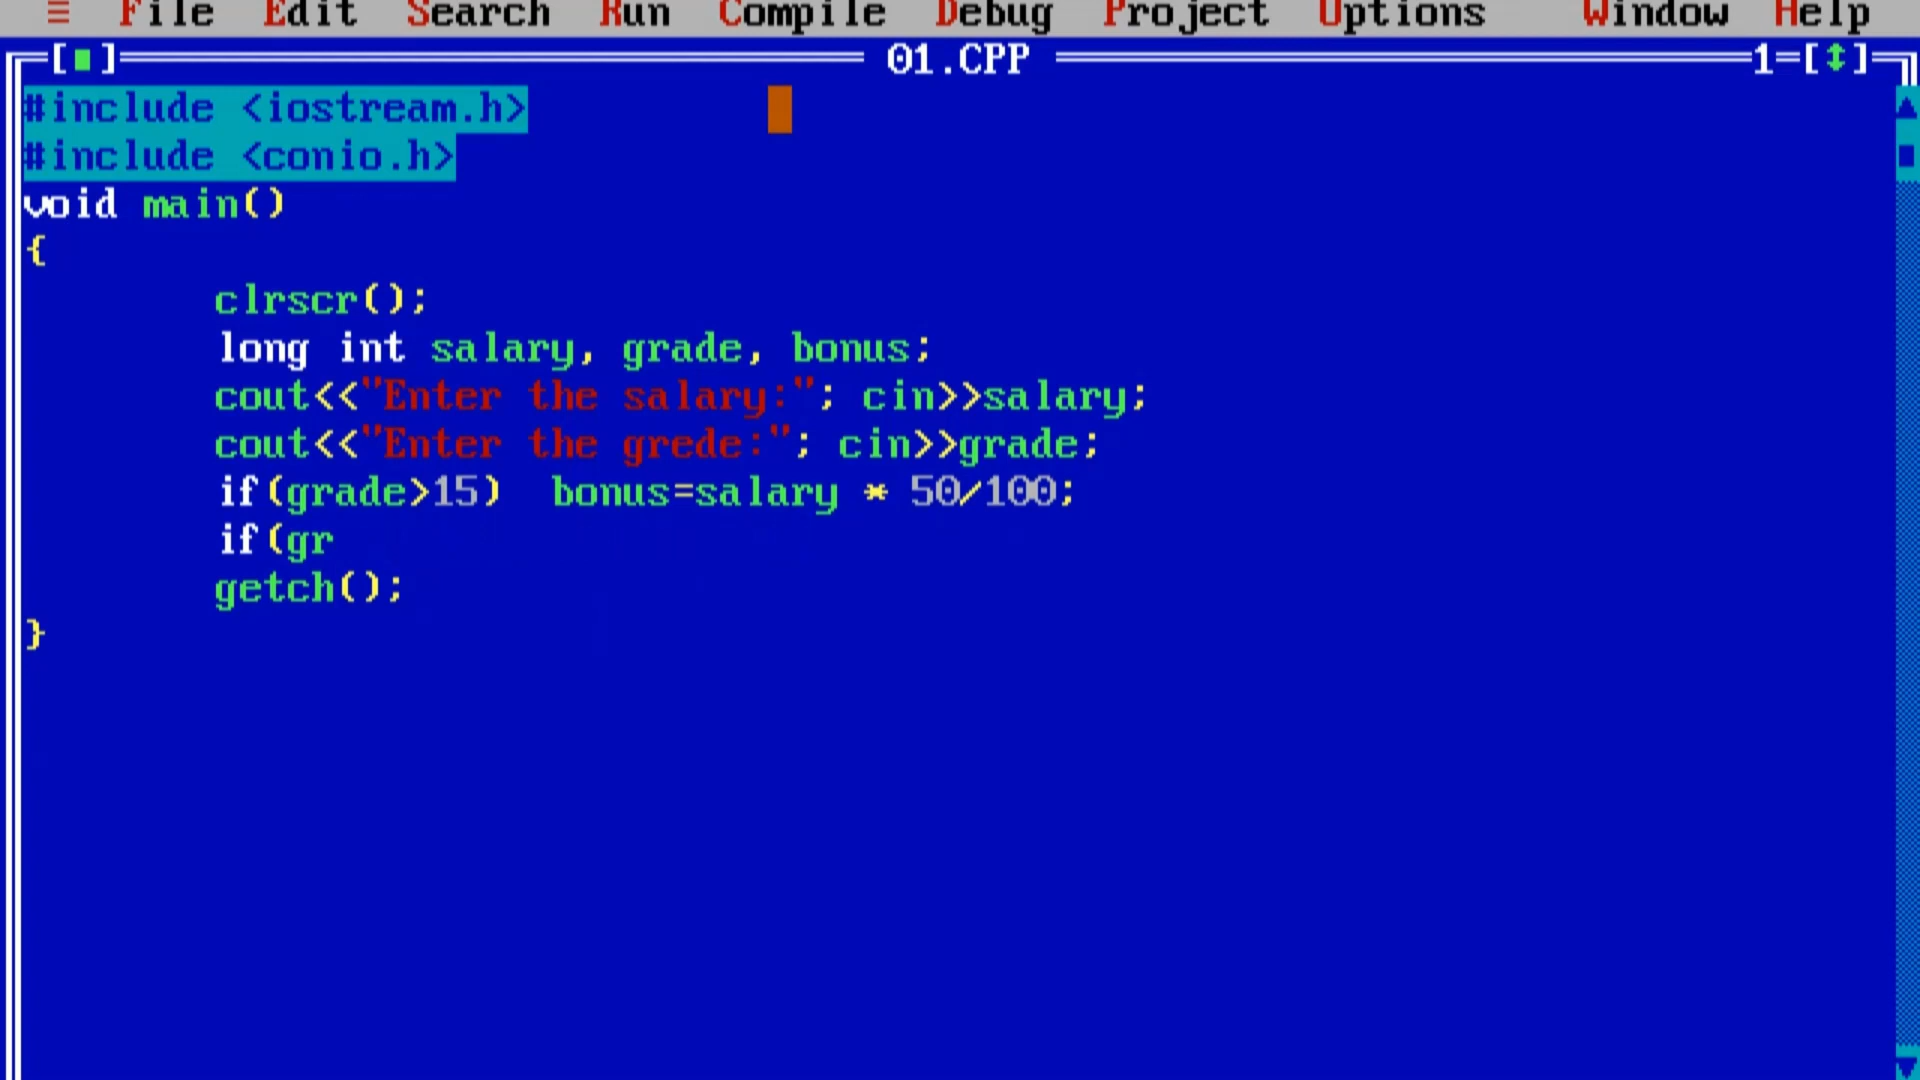 ≡ File Edit Search Run Compile Debug Project Options Window Help
[■] 01.CPP 1=[↕]
#include <iostream.h>
#include <conio.h>
void main()
{
clrscr();
long int salary, grade, bonus;
cout<<"Enter the salary:"; cin>>salary;
cout<<"Enter the grede:"; cin>>grade;
if(grade>15)  bonus=salary * 50/100;
if(gr
getch();
}